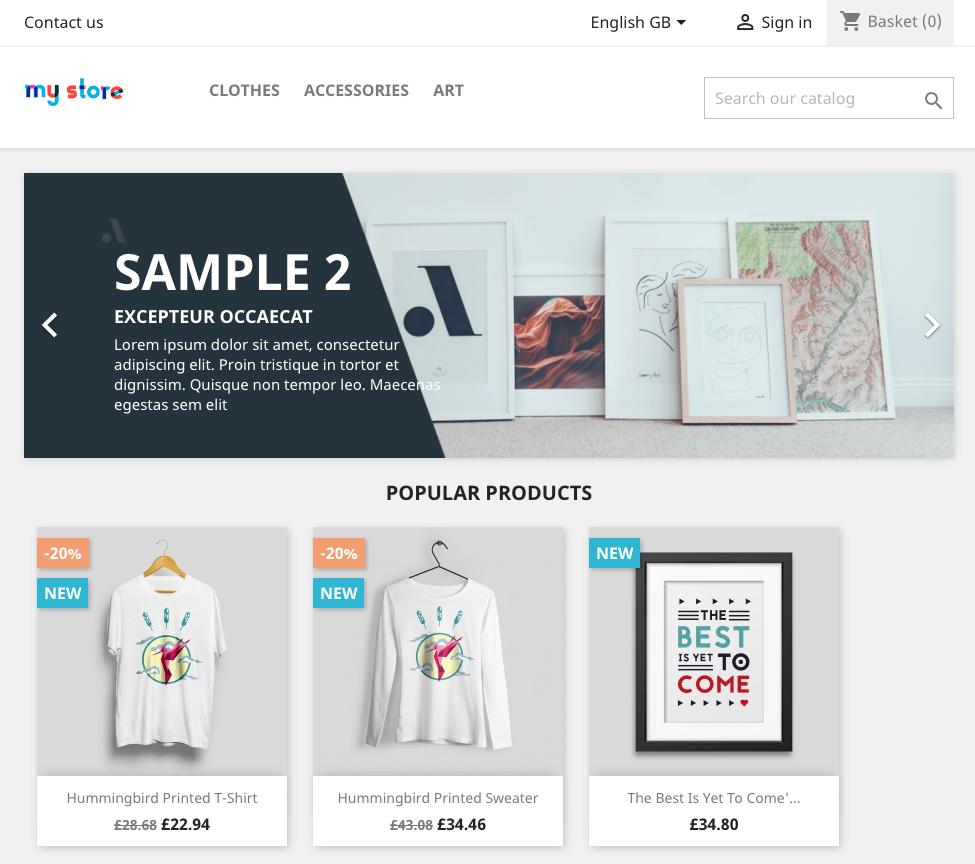 Contact us
English GB
Sign in
Basket (0)
my store
CLOTHES
ACCESSORIES
ART
Search our catalog
SAMPLE 2
EXCEPTEUR OCCAECAT
Lorem ipsum dolor sit amet, consectetur
adipiscing elit. Proin tristique in tortor et
dignissim. Quisque non tempor leo. Maecenas
egestas sem elit
GRAND CANYON
POPULAR PRODUCTS
-20%
NEW
Hummingbird Printed T-Shirt
£28.68 £22.94
-20%
NEW
Hummingbird Printed Sweater
£43.08 £34.46
NEW
THE
BEST
IS YET TO
COME
The Best Is Yet To Come'...
£34.80